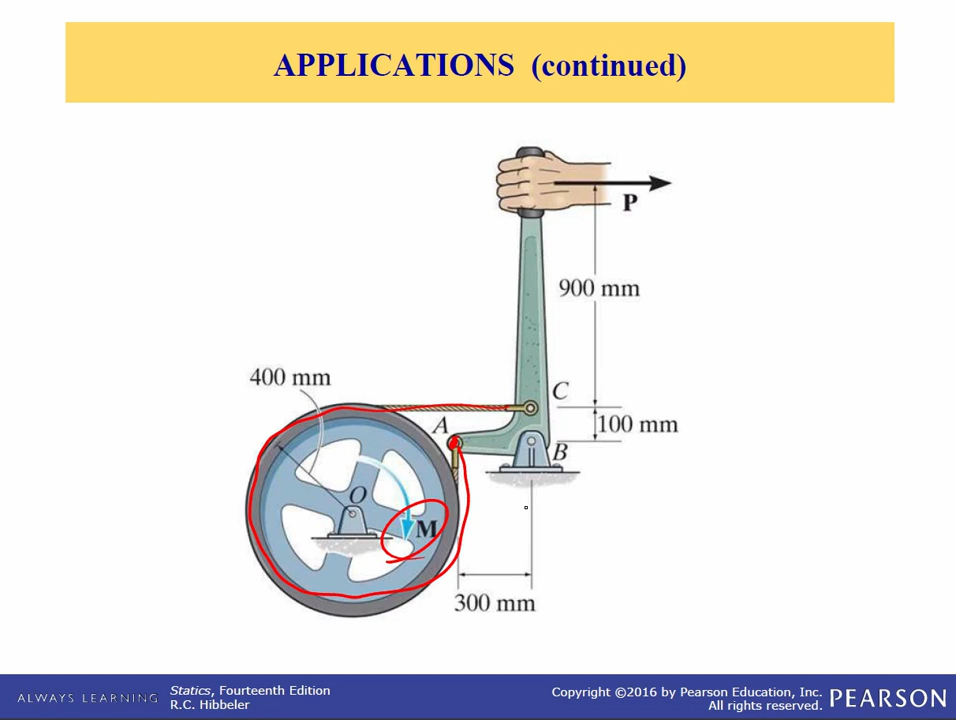 APPLICATIONS (continued)
P
900 mm
400 mm
C
A
100 mm
B
O
M
300 mm
ALWAYS LEARNING
Statics, Fourteenth Edition
R.C. Hibbeler
Copyright ©2016 by Pearson Education, Inc.
All rights reserved.
PEARSON